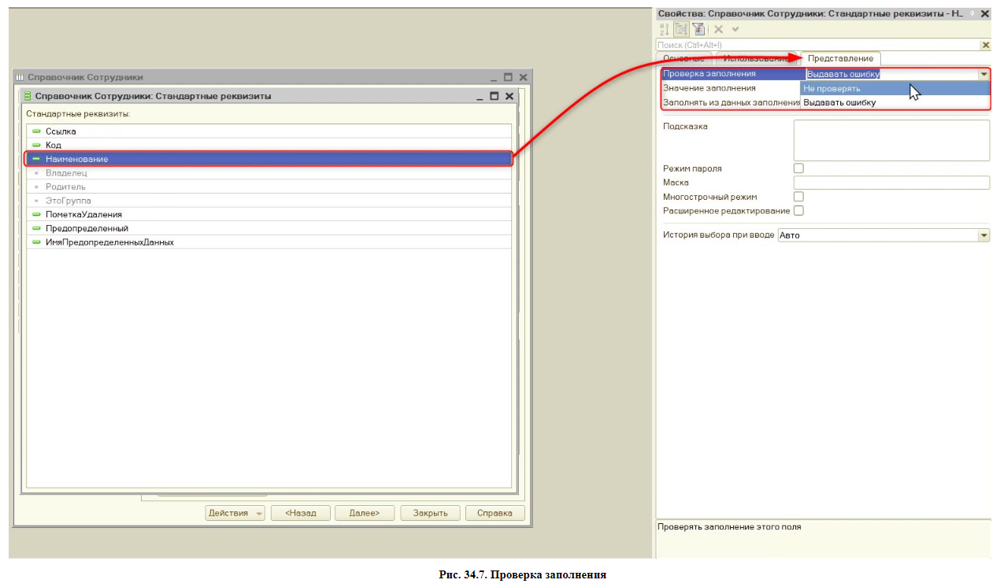 Свойства: Справочник Сотрудники: Стандартные реквизиты - Н...
Поиск (Ctrl+Alt+I)
Основные Использование Представление
Проверка заполнения Выдавать ошибку
Значение заполнения Не проверять
Заполнять из данных заполнения Выдавать ошибку
Подсказка
Режим пароля
Маска
Многострочный режим
Расширенное редактирование
История выбора при вводе Авто
Проверять заполнение этого поля
Справочник Сотрудники
Справочник Сотрудники: Стандартные реквизиты
Стандартные реквизиты:
Ссылка
Код
Наименование
Владелец
Родитель
ЭтоГруппа
ПометкаУдаления
Предопределенный
ИмяПредопределенныхДанных
Действия <Назад Далее> Закрыть Справка
Рис. 34.7. Проверка заполнения